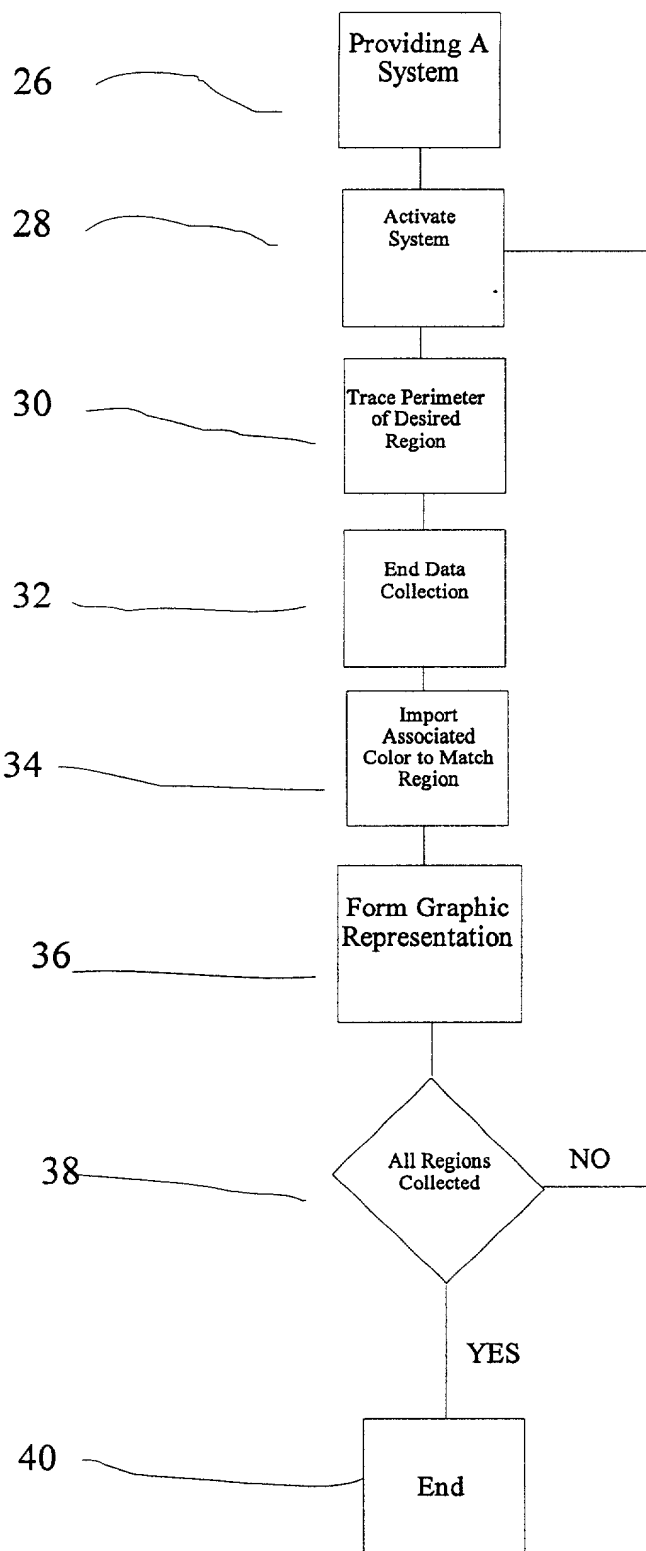 26
Providing A
System
28
Activate
System
30
Trace Perimeter
of Desired
Region
32
End Data
Collection
34
Import
Associated
Color to Match
Region
36
Form Graphic
Representation
38
All Regions
Collected
NO
YES
40
End